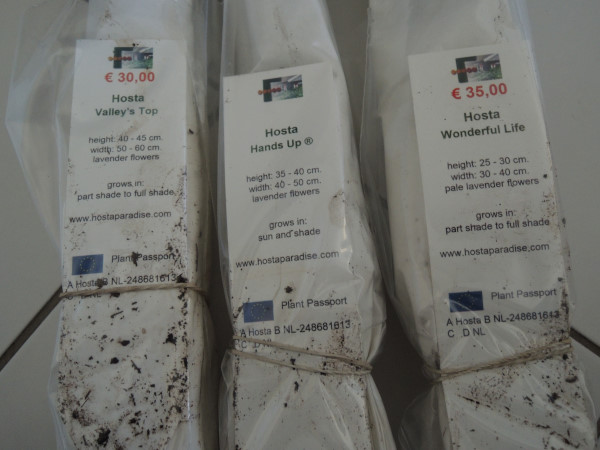 € 30,00
Hosta
Valley's Top
height: 40 - 45 cm.
width: 50 - 60 cm.
lavender flowers
grows in:
part shade to full shade
www.hostaparadise.com
Plant Passport
A Hosta B NL-248681613
Hosta
Hands Up ®
height: 35 - 40 cm.
width: 40 - 50 cm.
lavender flowers
grows in:
sun and shade
www.hostaparadise.com
Plant Passport
A Hosta B NL-248681613
€ 35,00
Hosta
Wonderful Life
height: 25 - 30 cm.
width: 30 - 40 cm.
pale lavender flowers
grows in:
part shade to full shade
www.hostaparadise.com
Plant Passport
A Hosta B NL-248681613
C D NL